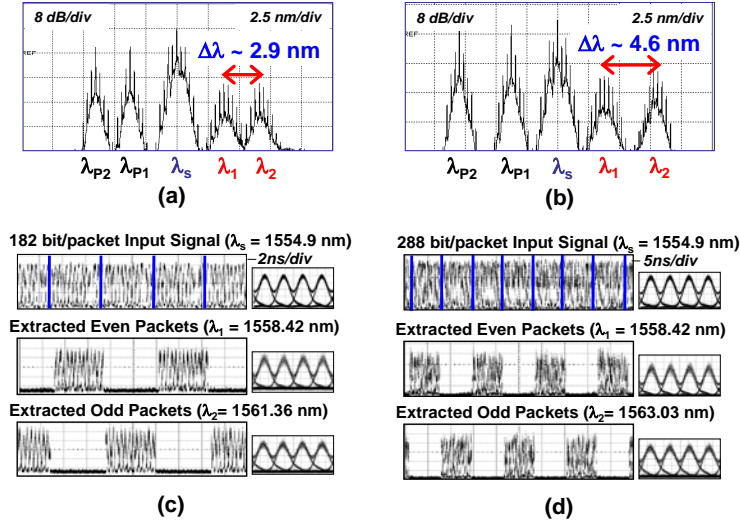 8 dB/div 2.5 nm/div
REF
Δλ ~ 2.9 nm
λP2 λP1 λs λ1 λ2
(a)
8 dB/div 2.5 nm/div
REF
Δλ ~ 4.6 nm
λP2 λP1 λs λ1 λ2
(b)
182 bit/packet Input Signal (λs = 1554.9 nm)
2ns/div
Extracted Even Packets (λ1 = 1558.42 nm)
Extracted Odd Packets (λ2= 1561.36 nm)
(c)
288 bit/packet Input Signal (λs = 1554.9 nm)
5ns/div
Extracted Even Packets (λ1 = 1558.42 nm)
Extracted Odd Packets (λ2= 1563.03 nm)
(d)